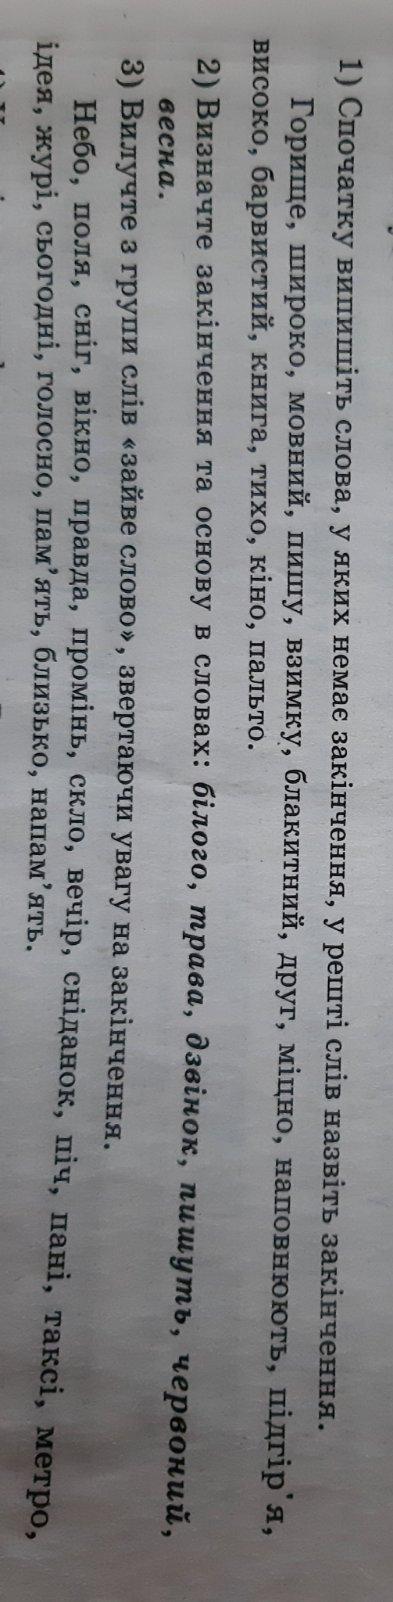 1) Спочатку випишіть слова, у яких немає закінчення, у решті слів назвіть закінчення.
Горище, широко, мовний, пишу, взимку, блакитний, друг, міцно, наповнюють, підгір'я,
високо, барвистий, книга, тихо, кіно, пальто.
2) Визначте закінчення та основу в словах: білого, трава, дзвінок, пишуть, червоний,
весна.
3) Вилучте з групи слів «зайве слово», звертаючи увагу на закінчення.
Небо, поля, сніг, вікно, правда, промінь, скло, вечір, сніданок, піч, пані, таксі, метро,
ідея, журі, сьогодні, голосно, пам'ять, близько, напам'ять.